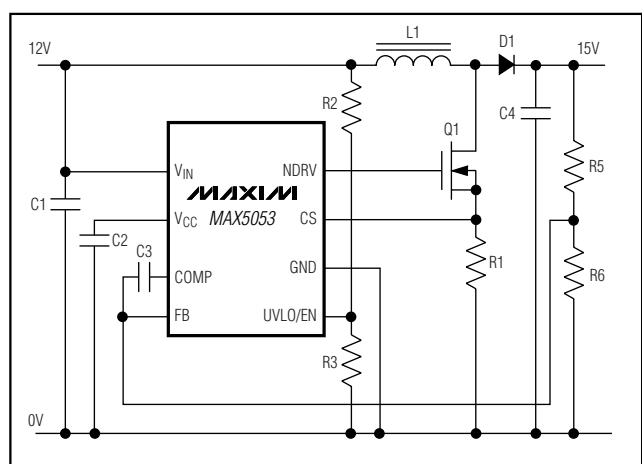 12V
L1
D1
15V
R2
C4
Q1
R5
VIN
NDRV
MAXIM
MAX5053
C1
VCC
CS
C2
C3
COMP
GND
R1
R6
FB
UVLO/EN
R3
0V